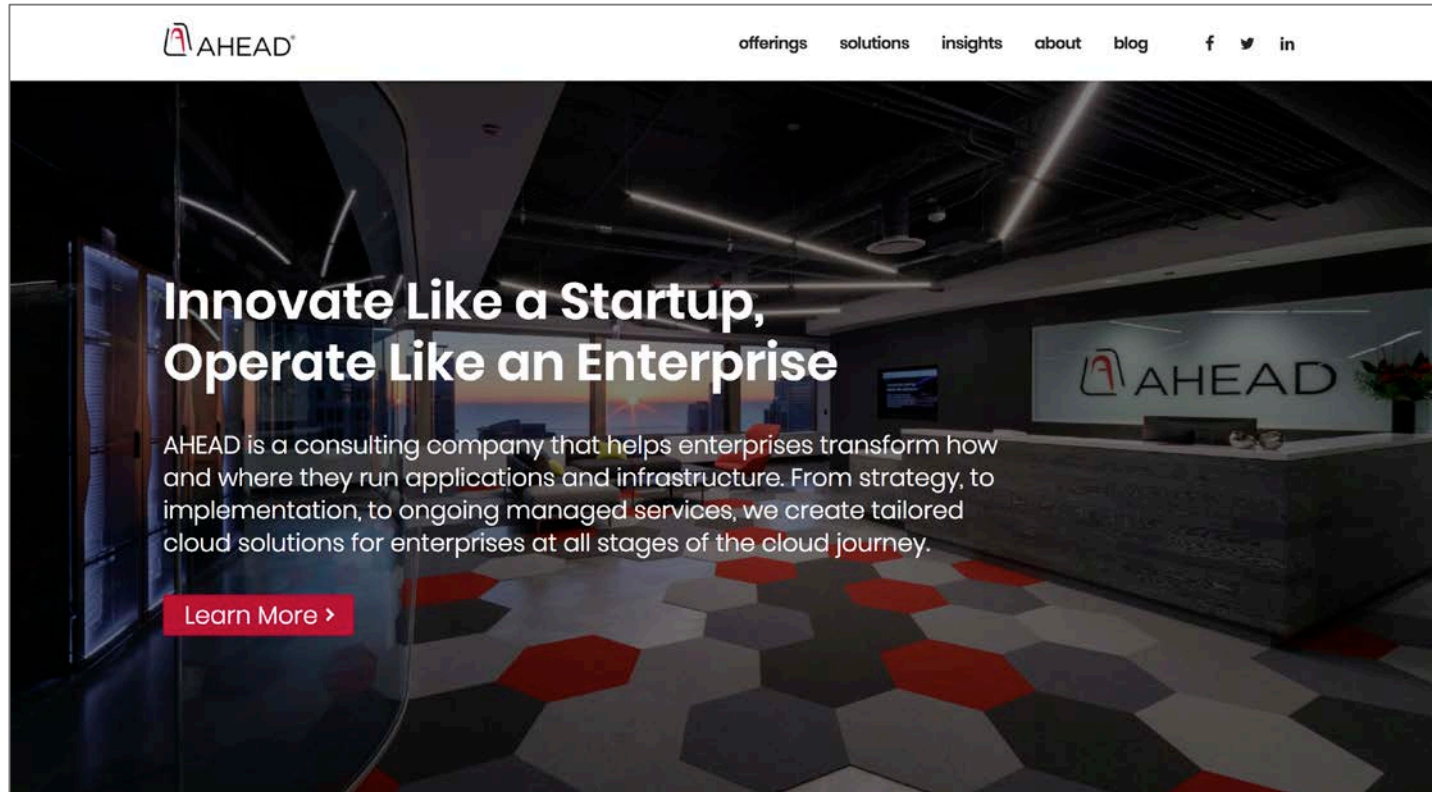 AHEAD®
offerings solutions insights about blog f in
Innovate Like a Startup,
Operate Like an Enterprise
AHEAD
AHEAD is a consulting company that helps enterprises transform how
and where they run applications and infrastructure. From strategy, to
implementation, to ongoing managed services, we create tailored
cloud solutions for enterprises at all stages of the cloud journey.
Learn More >